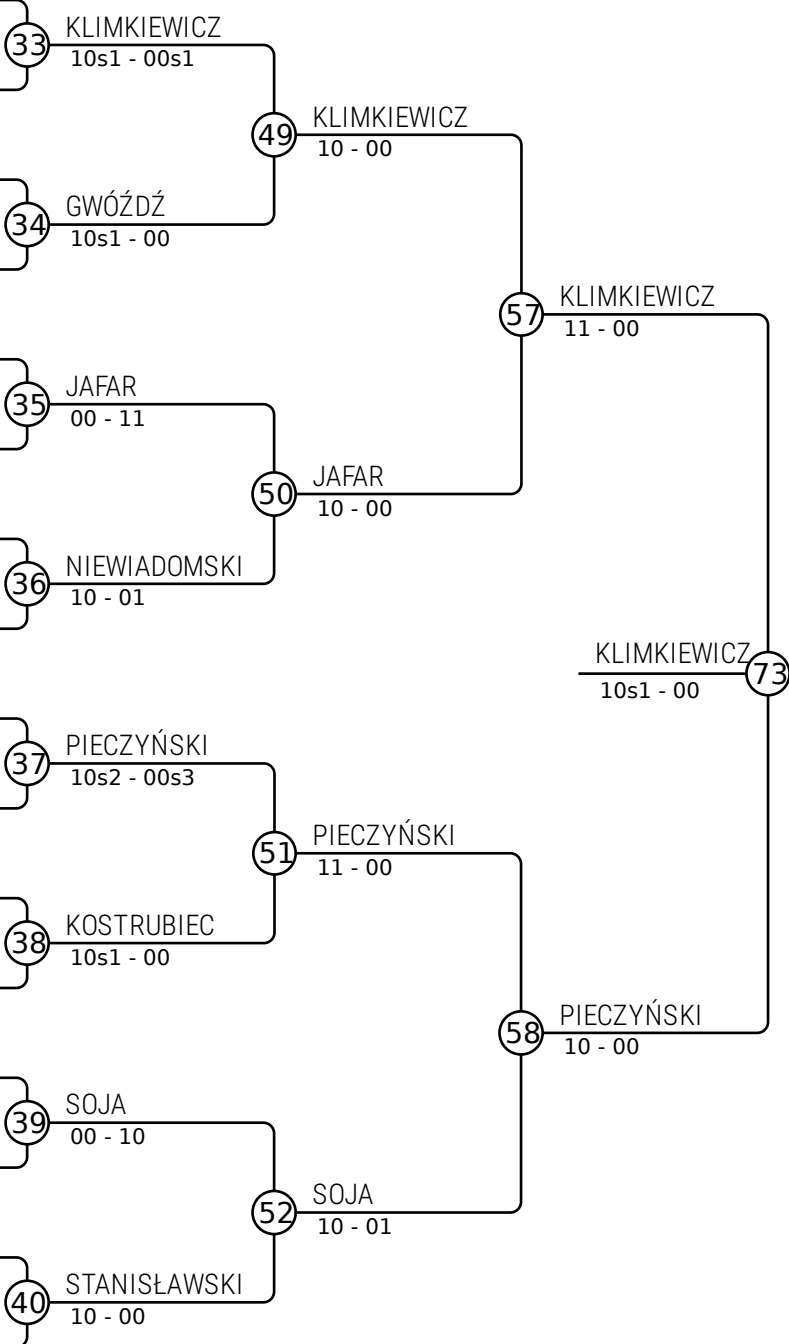 33
KLIMKIEWICZ
10s1 - 00s1
49
KLIMKIEWICZ
10 - 00
34
GWÓŹDŹ
10s1 - 00
57
KLIMKIEWICZ
11 - 00
35
JAFAR
00 - 11
50
JAFAR
10 - 00
36
NIEWIADOMSKI
10 - 01
KLIMKIEWICZ
73
10s1 - 00
37
PIECZYŃSKI
10s2 - 00s3
51
PIECZYŃSKI
11 - 00
38
KOSTRUBIEC
10s1 - 00
58
PIECZYŃSKI
10 - 00
39
SOJA
00 - 10
52
SOJA
10 - 01
40
STANISŁAWSKI
10 - 00